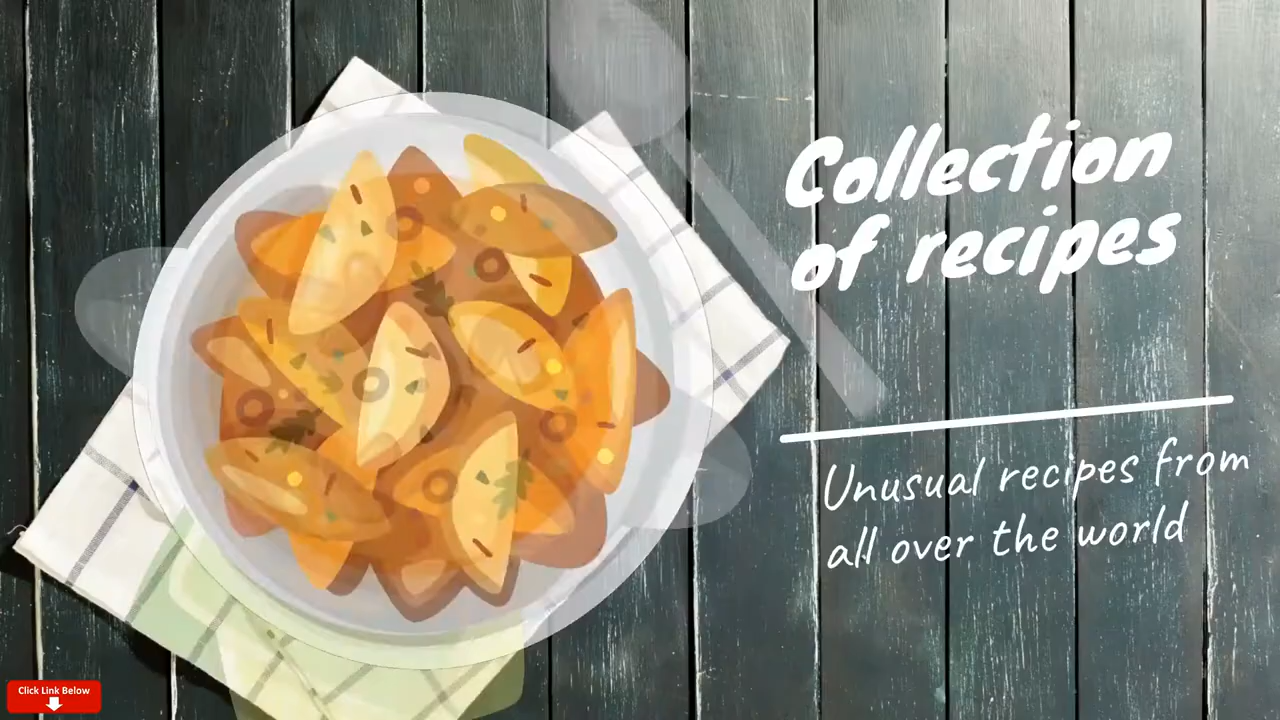 Collection
of recipes
Unusual recipes from
all over the world
Click Link Below